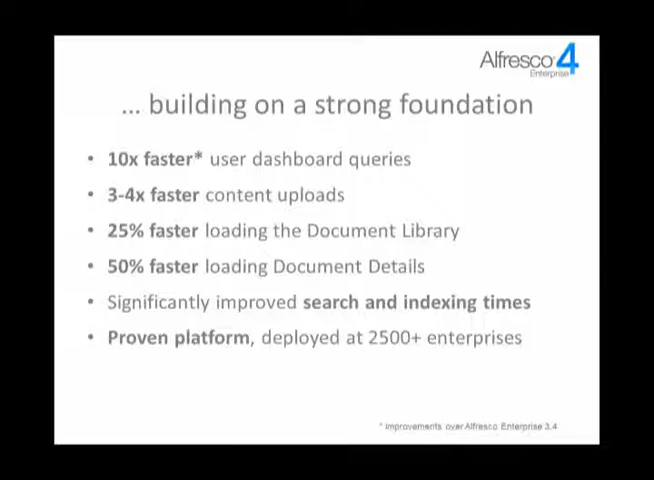 Alfresco 4
Enterprise
... building on a strong foundation
• 10x faster* user dashboard queries
• 3-4x faster content uploads
• 25% faster loading the Document Library
• 50% faster loading Document Details
• Significantly improved search and indexing times
• Proven platform, deployed at 2500+ enterprises
* Improvements over Alfresco Enterprise 3.4